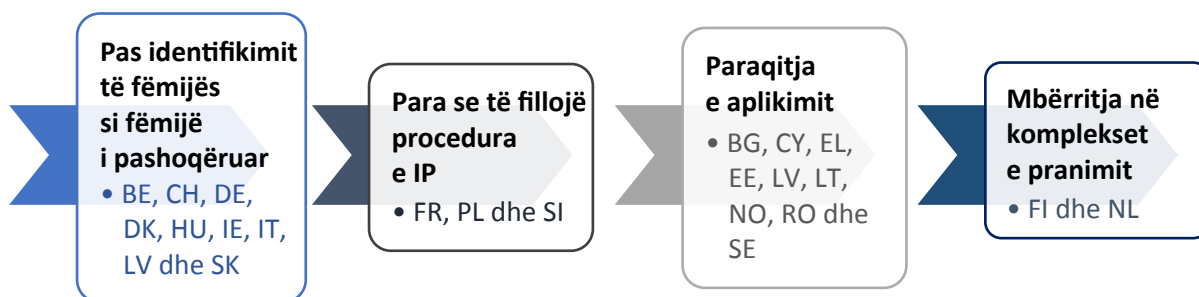 Pas identifikimit
të fëmijës
si fëmijë
i pashoqëruar
• BE, CH, DE,
DK, HU, IE, IT,
LV dhe SK
Para se të fillojë
procedura
e IP
• FR, PL dhe SI
Paraqitja
e aplikimit
• BG, CY, EL,
EE, LV, LT,
NO, RO dhe
SE
Mbërritja në
komplekset
e pranimit
• FI dhe NL